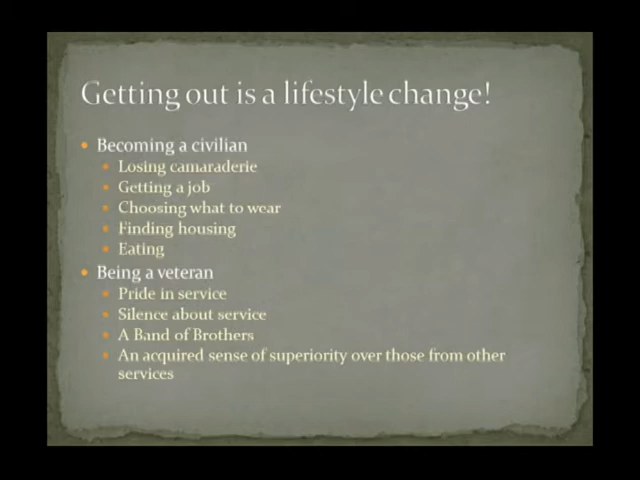 Getting out is a lifestyle change!
Becoming a civilian
Losing camaraderie
Getting a job
Choosing what to wear
Finding housing
Eating
Being a veteran
Pride in service
Silence about service
A Band of Brothers
An acquired sense of superiority over those from other
services